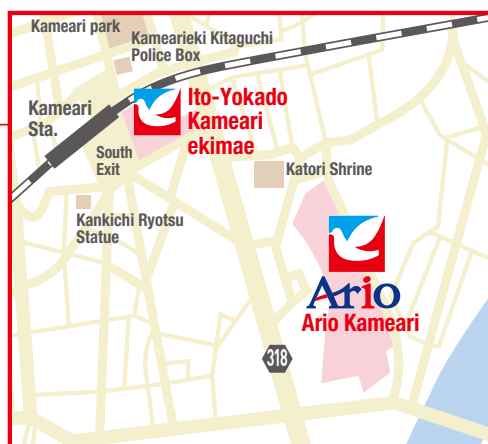 Kameari park
Kamearieki Kitaguchi
Police Box
Kameari
Sta.
Ito-Yokado
Kameari
ekimae
South
Exit
Katori Shrine
Kankichi Ryotsu
Statue
Ario
Ario Kameari
318